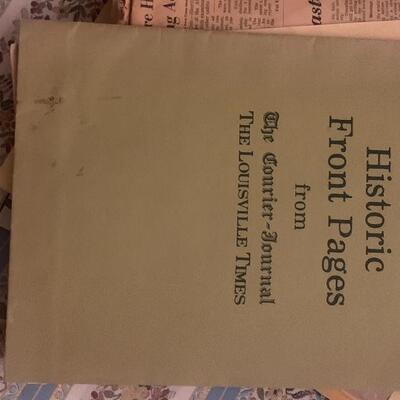 Historic
Front Pages
from
The Courier-Journal
THE LOUISVILLE TIMES